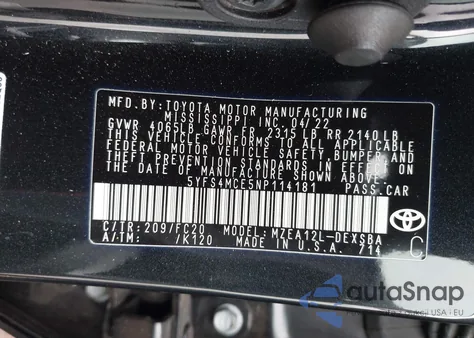 MFD. BY: TOYOTA MOTOR MANUFACTURING
MISSISSIPPI INC. 04/22
GVWR 4065LB GAWR FR 2315 LB, RR 2140LB
THIS VEHICLE CONFORMS TO ALL APPLICABLE
FEDERAL MOTOR VEHICLE SAFETY, BUMPER, AND
THEFT PREVENTION STANDARDS IN EFFECT ON
THE DATE OF MANUFACTURE SHOWN ABOVE.
5YFS4MCE5NP114181 PASS. CAR
C/TR: 209/FC20 MODEL: MZEA12L-DEXSBA
A/TM: /K120 MADE IN U.S.A. 714
TOYOTA
C
autoSnap